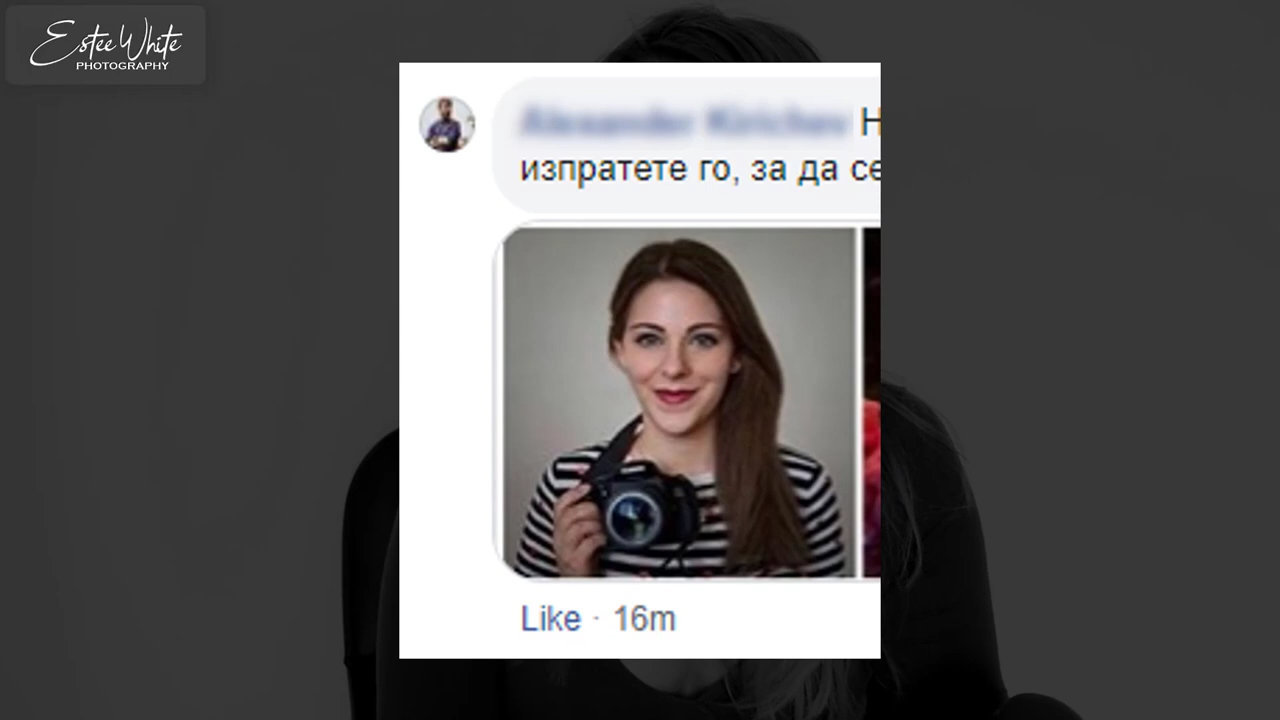 Estee White
PHOTOGRAPHY
Н
изпратете го, за да се
Like · 16m